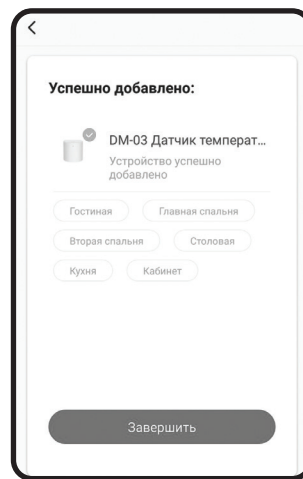 Успешно добавлено:
DM-03 Датчик температ...
Устройство успешно
добавлено
Гостиная Главная спальня
Вторая спальня Столовая
Кухня Кабинет
Завершить